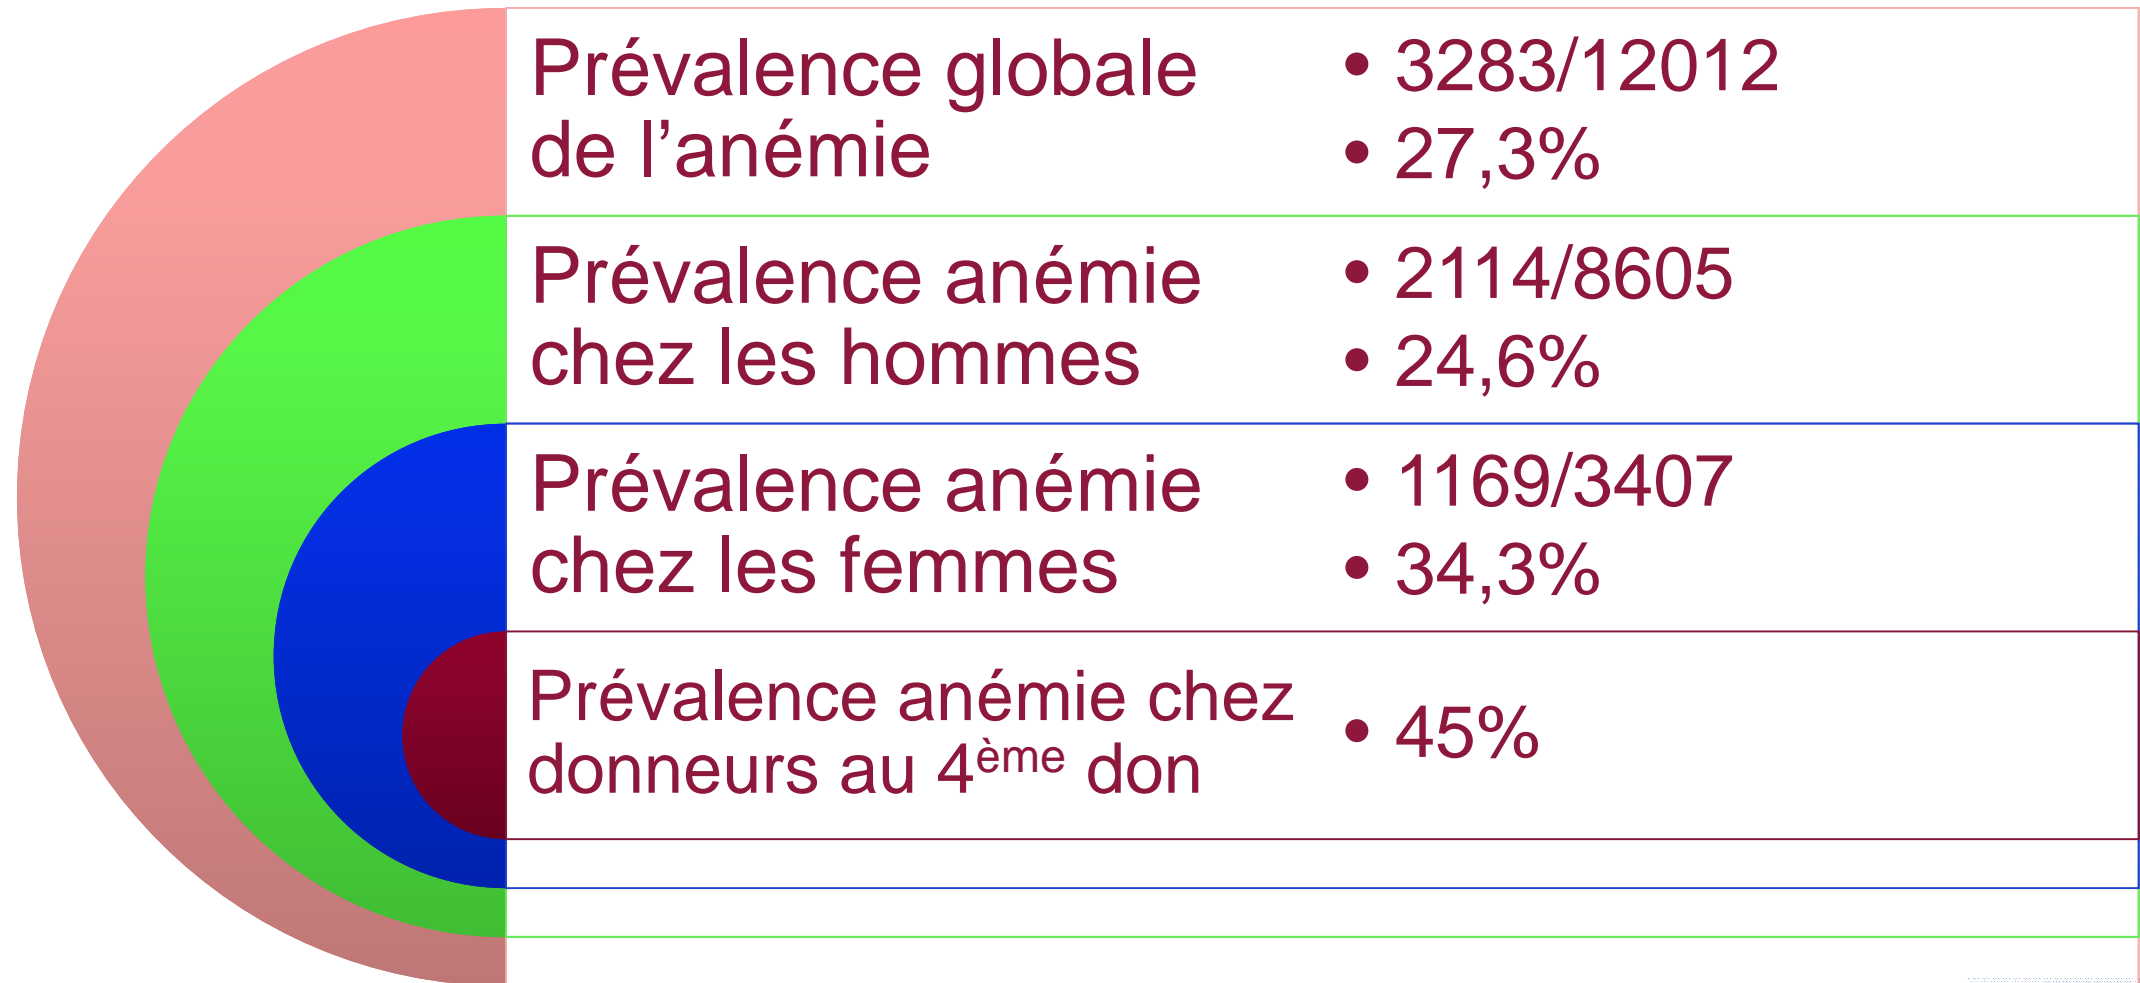 Prévalence globale
de l’anémie
• 3283/12012
• 27,3%
Prévalence anémie
chez les hommes
• 2114/8605
• 24,6%
Prévalence anémie
chez les femmes
• 1169/3407
• 34,3%
Prévalence anémie chez
donneurs au 4ème don
• 45%